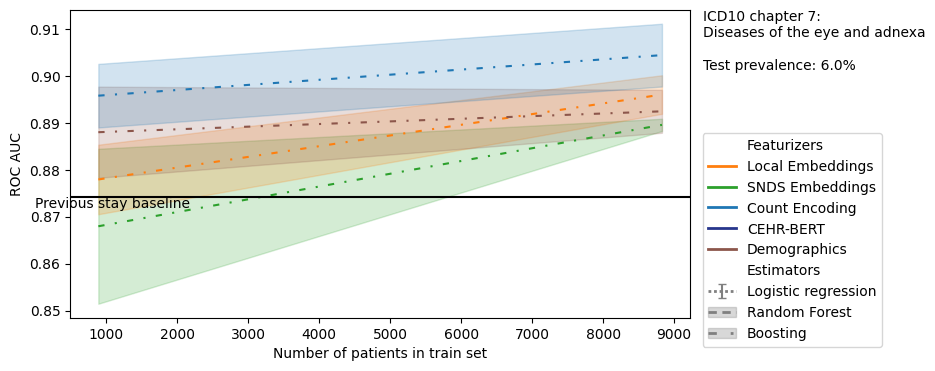 ICD10 chapter 7:
Diseases of the eye and adnexa
Test prevalence: 6.0%
0.91
0.90
0.89
0.88
0.87
0.86
0.85
ROC AUC
Previous stay baseline
1000
2000
3000
4000
5000
6000
7000
8000
9000
Number of patients in train set
Featurizers
Local Embeddings
SNDS Embeddings
Count Encoding
CEHR-BERT
Demographics
Estimators
Logistic regression
Random Forest
Boosting